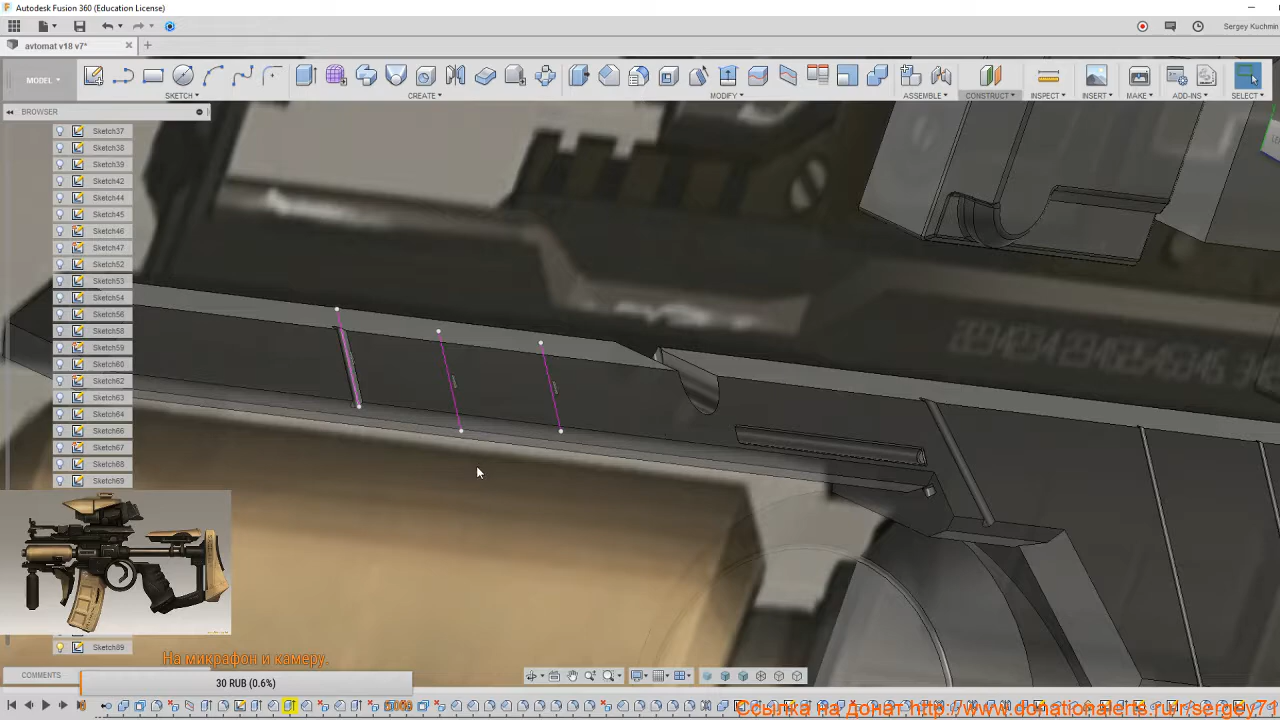 Autodesk Fusion 360 (Education License)
Sergey Kuchmin
avtomat v18 v7*
MODEL
SKETCH
CREATE
MODIFY
ASSEMBLE
CONSTRUCT
INSPECT
INSERT
MAKE
ADD-INS
SELECT
BROWSER
Sketch37
Sketch38
Sketch39
Sketch42
Sketch44
Sketch45
Sketch46
Sketch47
Sketch52
Sketch53
Sketch54
Sketch56
Sketch58
Sketch59
Sketch60
Sketch62
Sketch63
Sketch64
Sketch66
Sketch67
Sketch68
Sketch69
Sketch89
На микрафон и камеру.
COMMENTS
30 RUB (0.6%)
Ссылка на донат.http://www.donationalerts.ru/r/sergey71